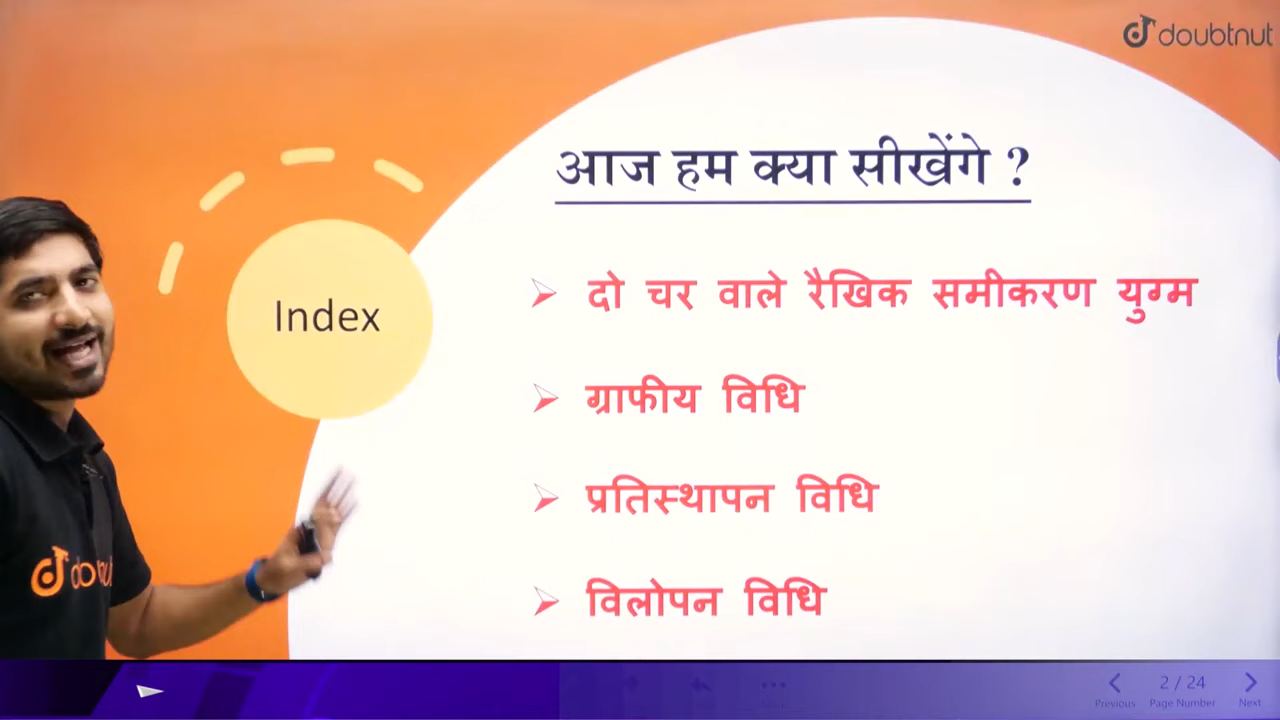 doubtnut
आज हम क्या सीखेंगे ?
Index
दो चर वाले रैखिक समीकरण युग्म
ग्राफीय विधि
प्रतिस्थापन विधि
विलोपन विधि
2 / 24
Previous
Page Number
Next